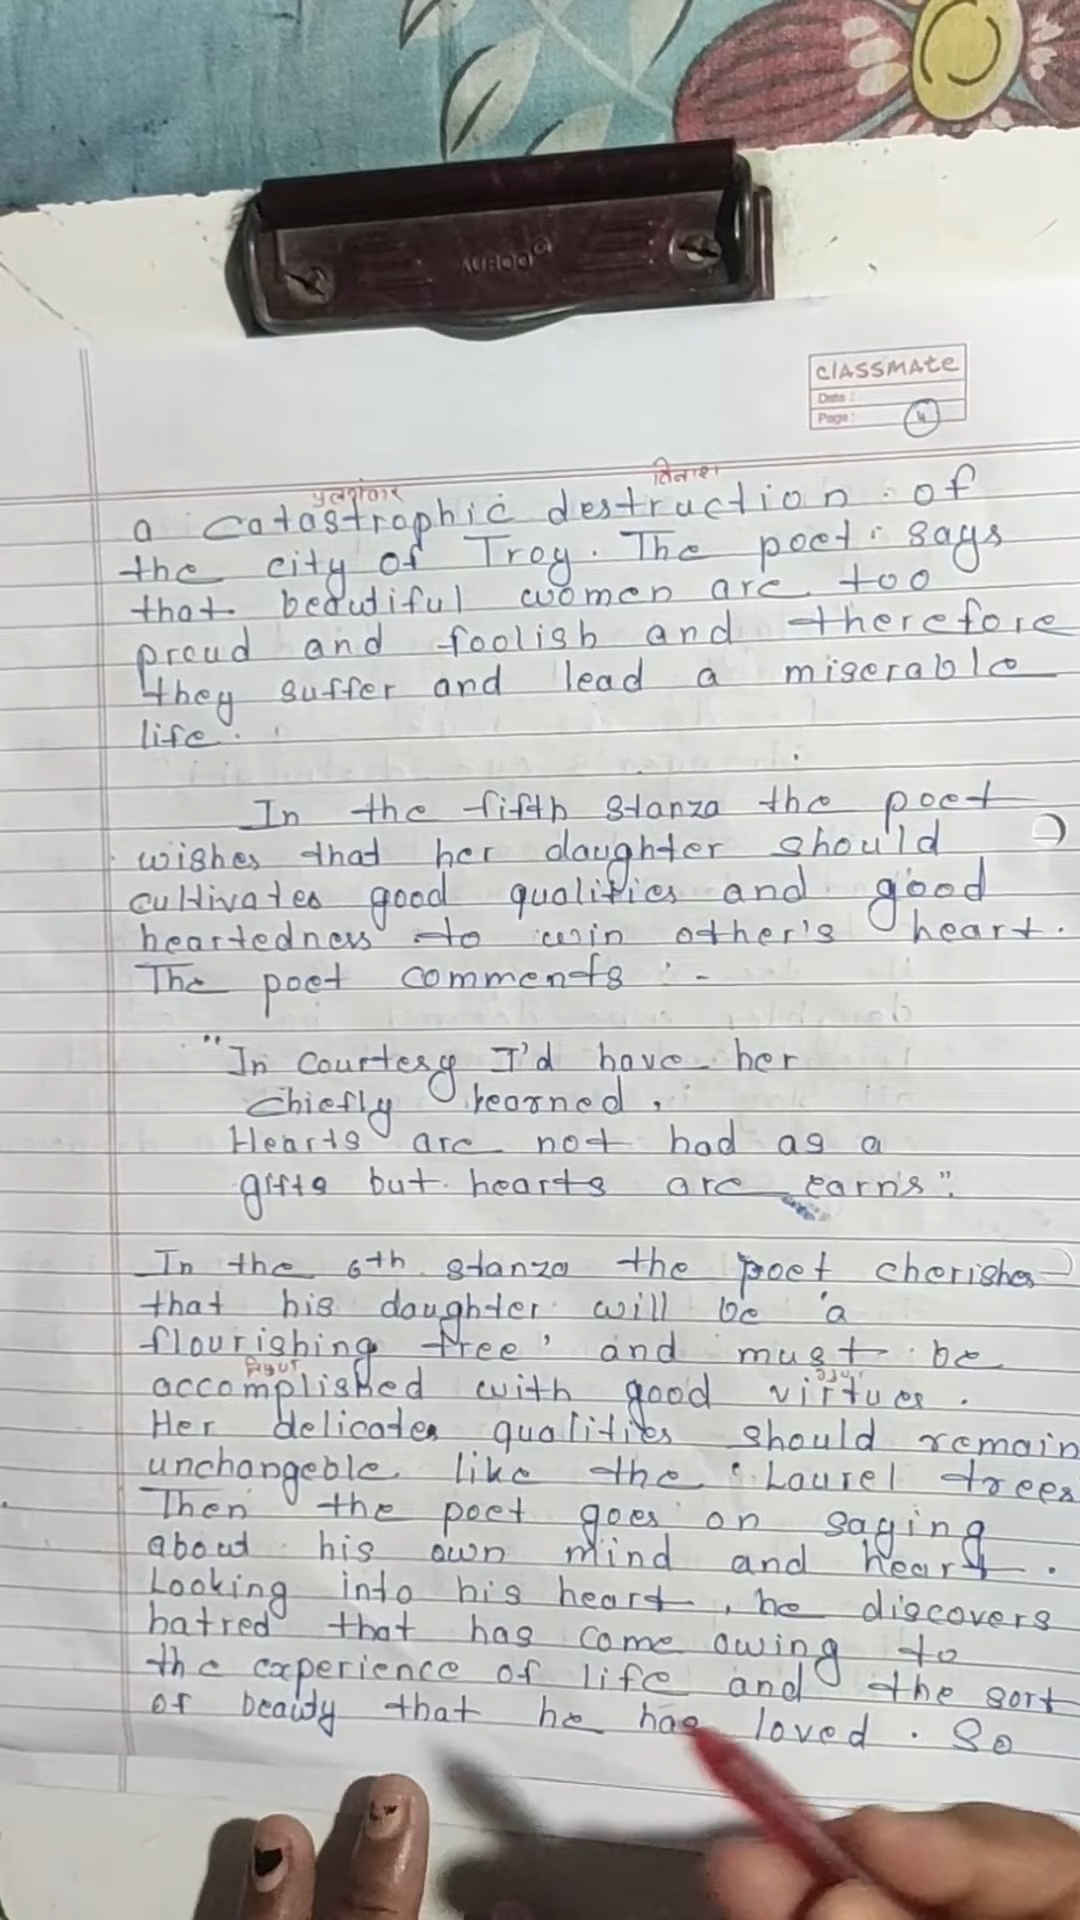 AUROO
CLASSMATE
Date :
Page : 4
प्रलयंकार विनाश
a catastrophic destruction of
the city of Troy. The poet says
that beautiful women are too
proud and foolish and therefore
they suffer and lead a miserable
life.
In the fifth stanza the poet
wishes that her daughter should
cultivates good qualities and good
heartedness to win other's heart.
The poet comments :-
"In Courtesy I'd have her
chiefly learned,
Hearts are not had as a
gifts but hearts are earns".
In the 6th stanza the poet cherishes
that his daughter will be 'a
flourishing tree' and must be
accomplished with good virtues.
Her delicates qualities should remain
unchangeble like the 'Laurel trees
Then the poet goes on saying
about his own mind and heart.
Looking into his heart, he discovers
hatred that has come owing to
the experience of life and the sort
of beauty that he has loved. So